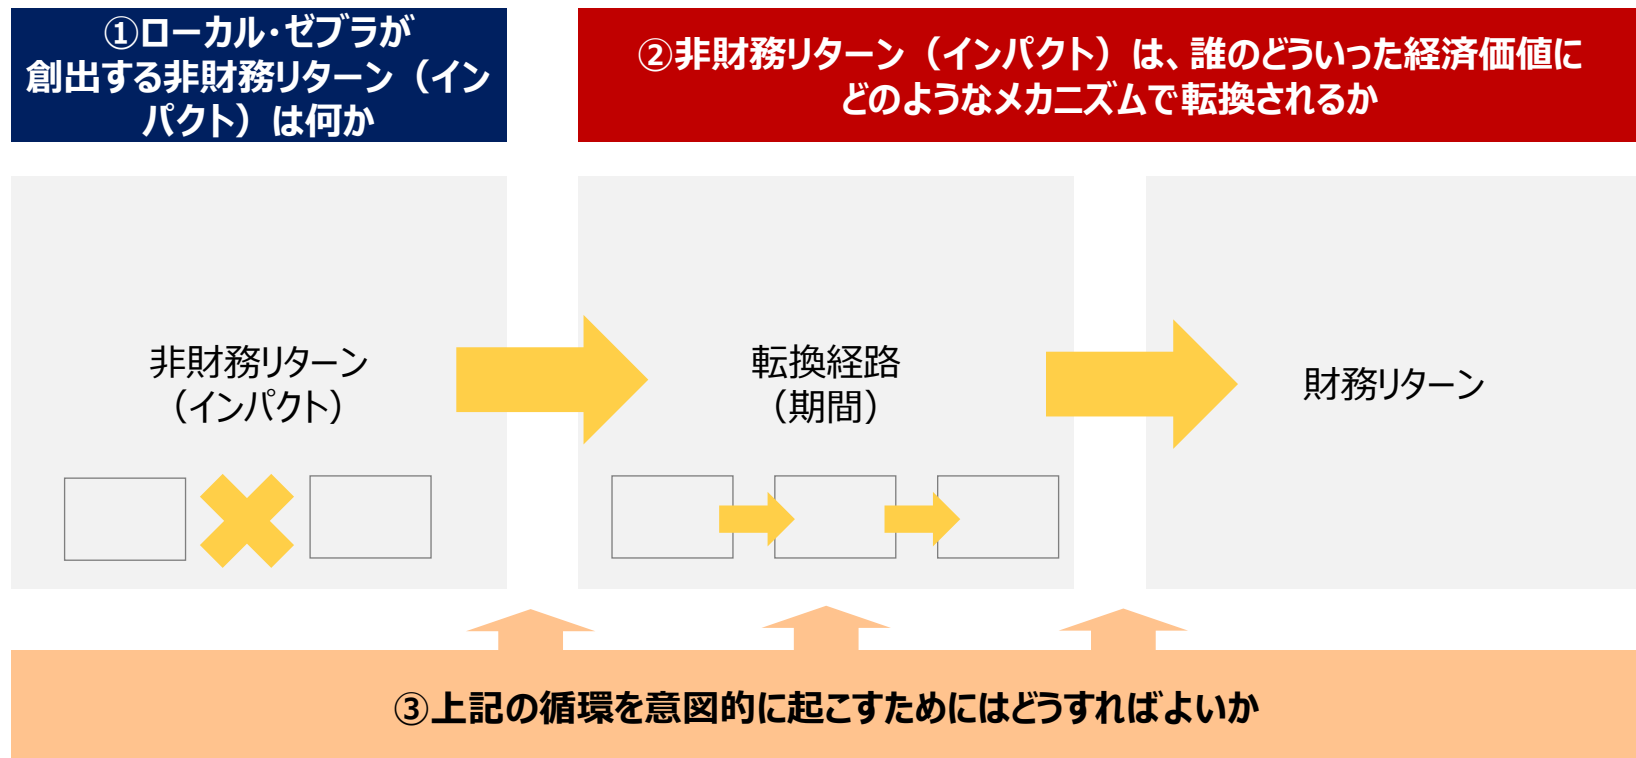 ①ローカル・ゼブラが
創出する非財務リターン（イン
パクト）は何か
②非財務リターン（インパクト）は、誰のどういった経済価値に
どのようなメカニズムで転換されるか
非財務リターン
（インパクト）
転換経路
（期間）
財務リターン
③上記の循環を意図的に起こすためにはどうすればよいか